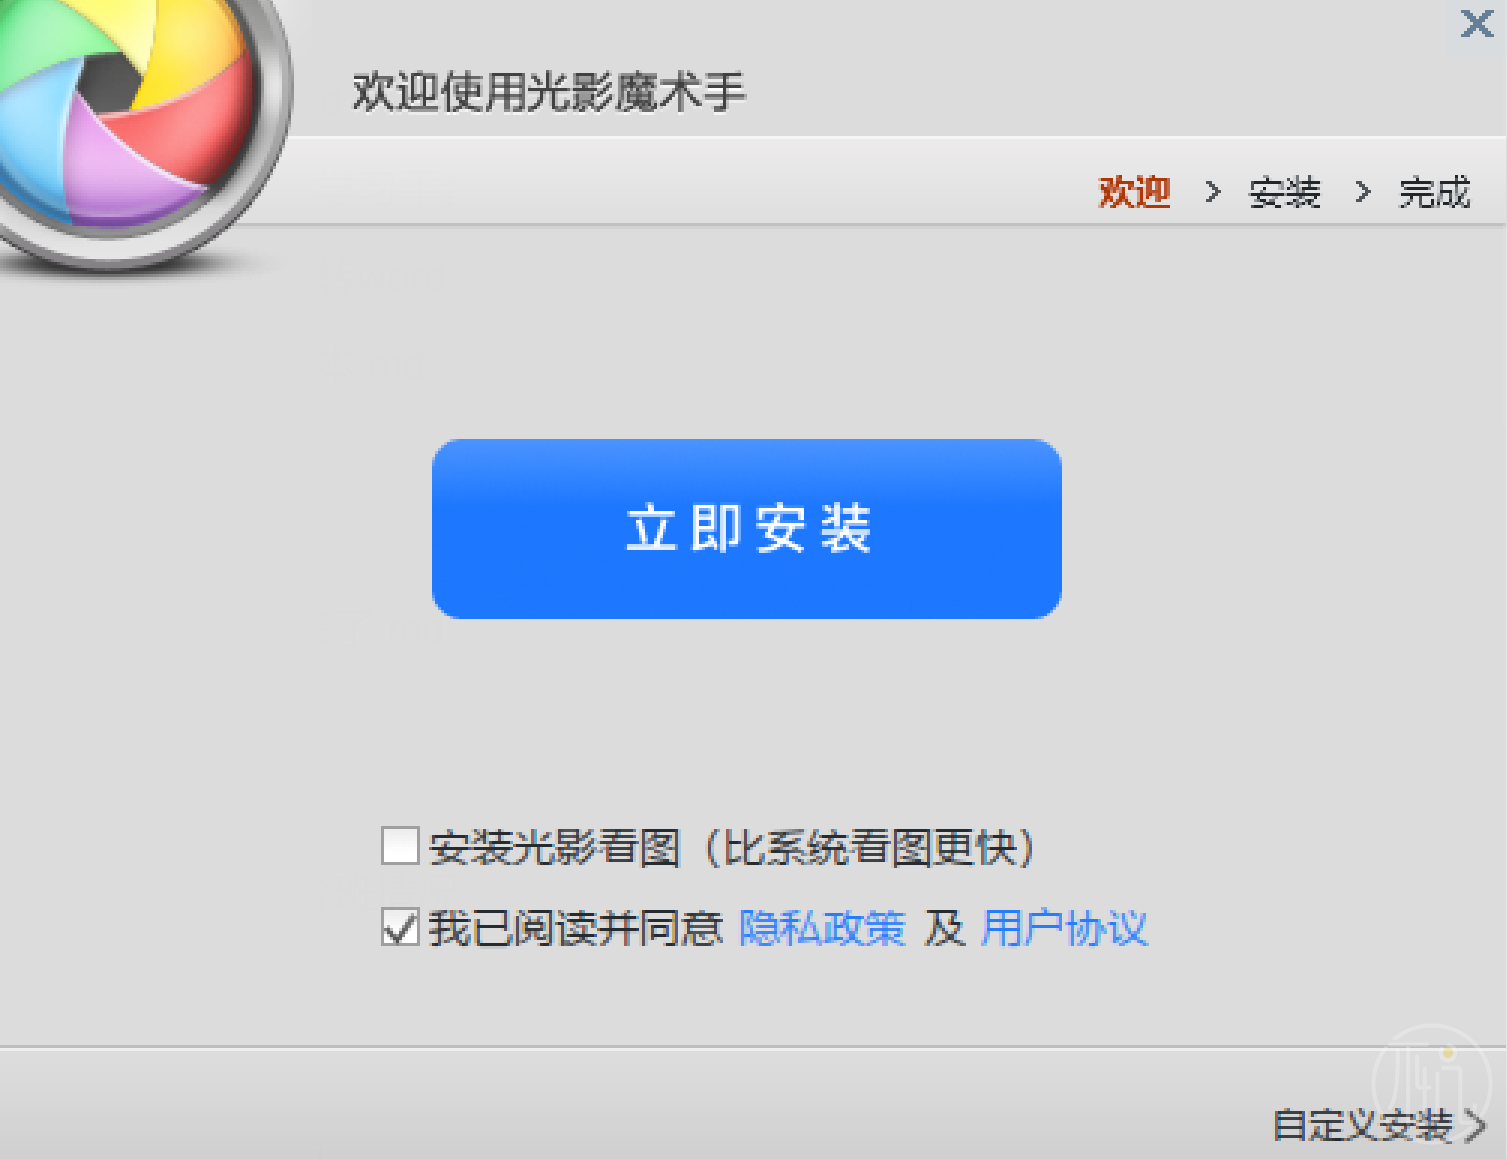 欢迎使用光影魔术手
欢迎 > 安装 > 完成
立即安装
安装光影看图（比系统看图更快）
我已阅读并同意 隐私政策 及 用户协议
自定义安装 >